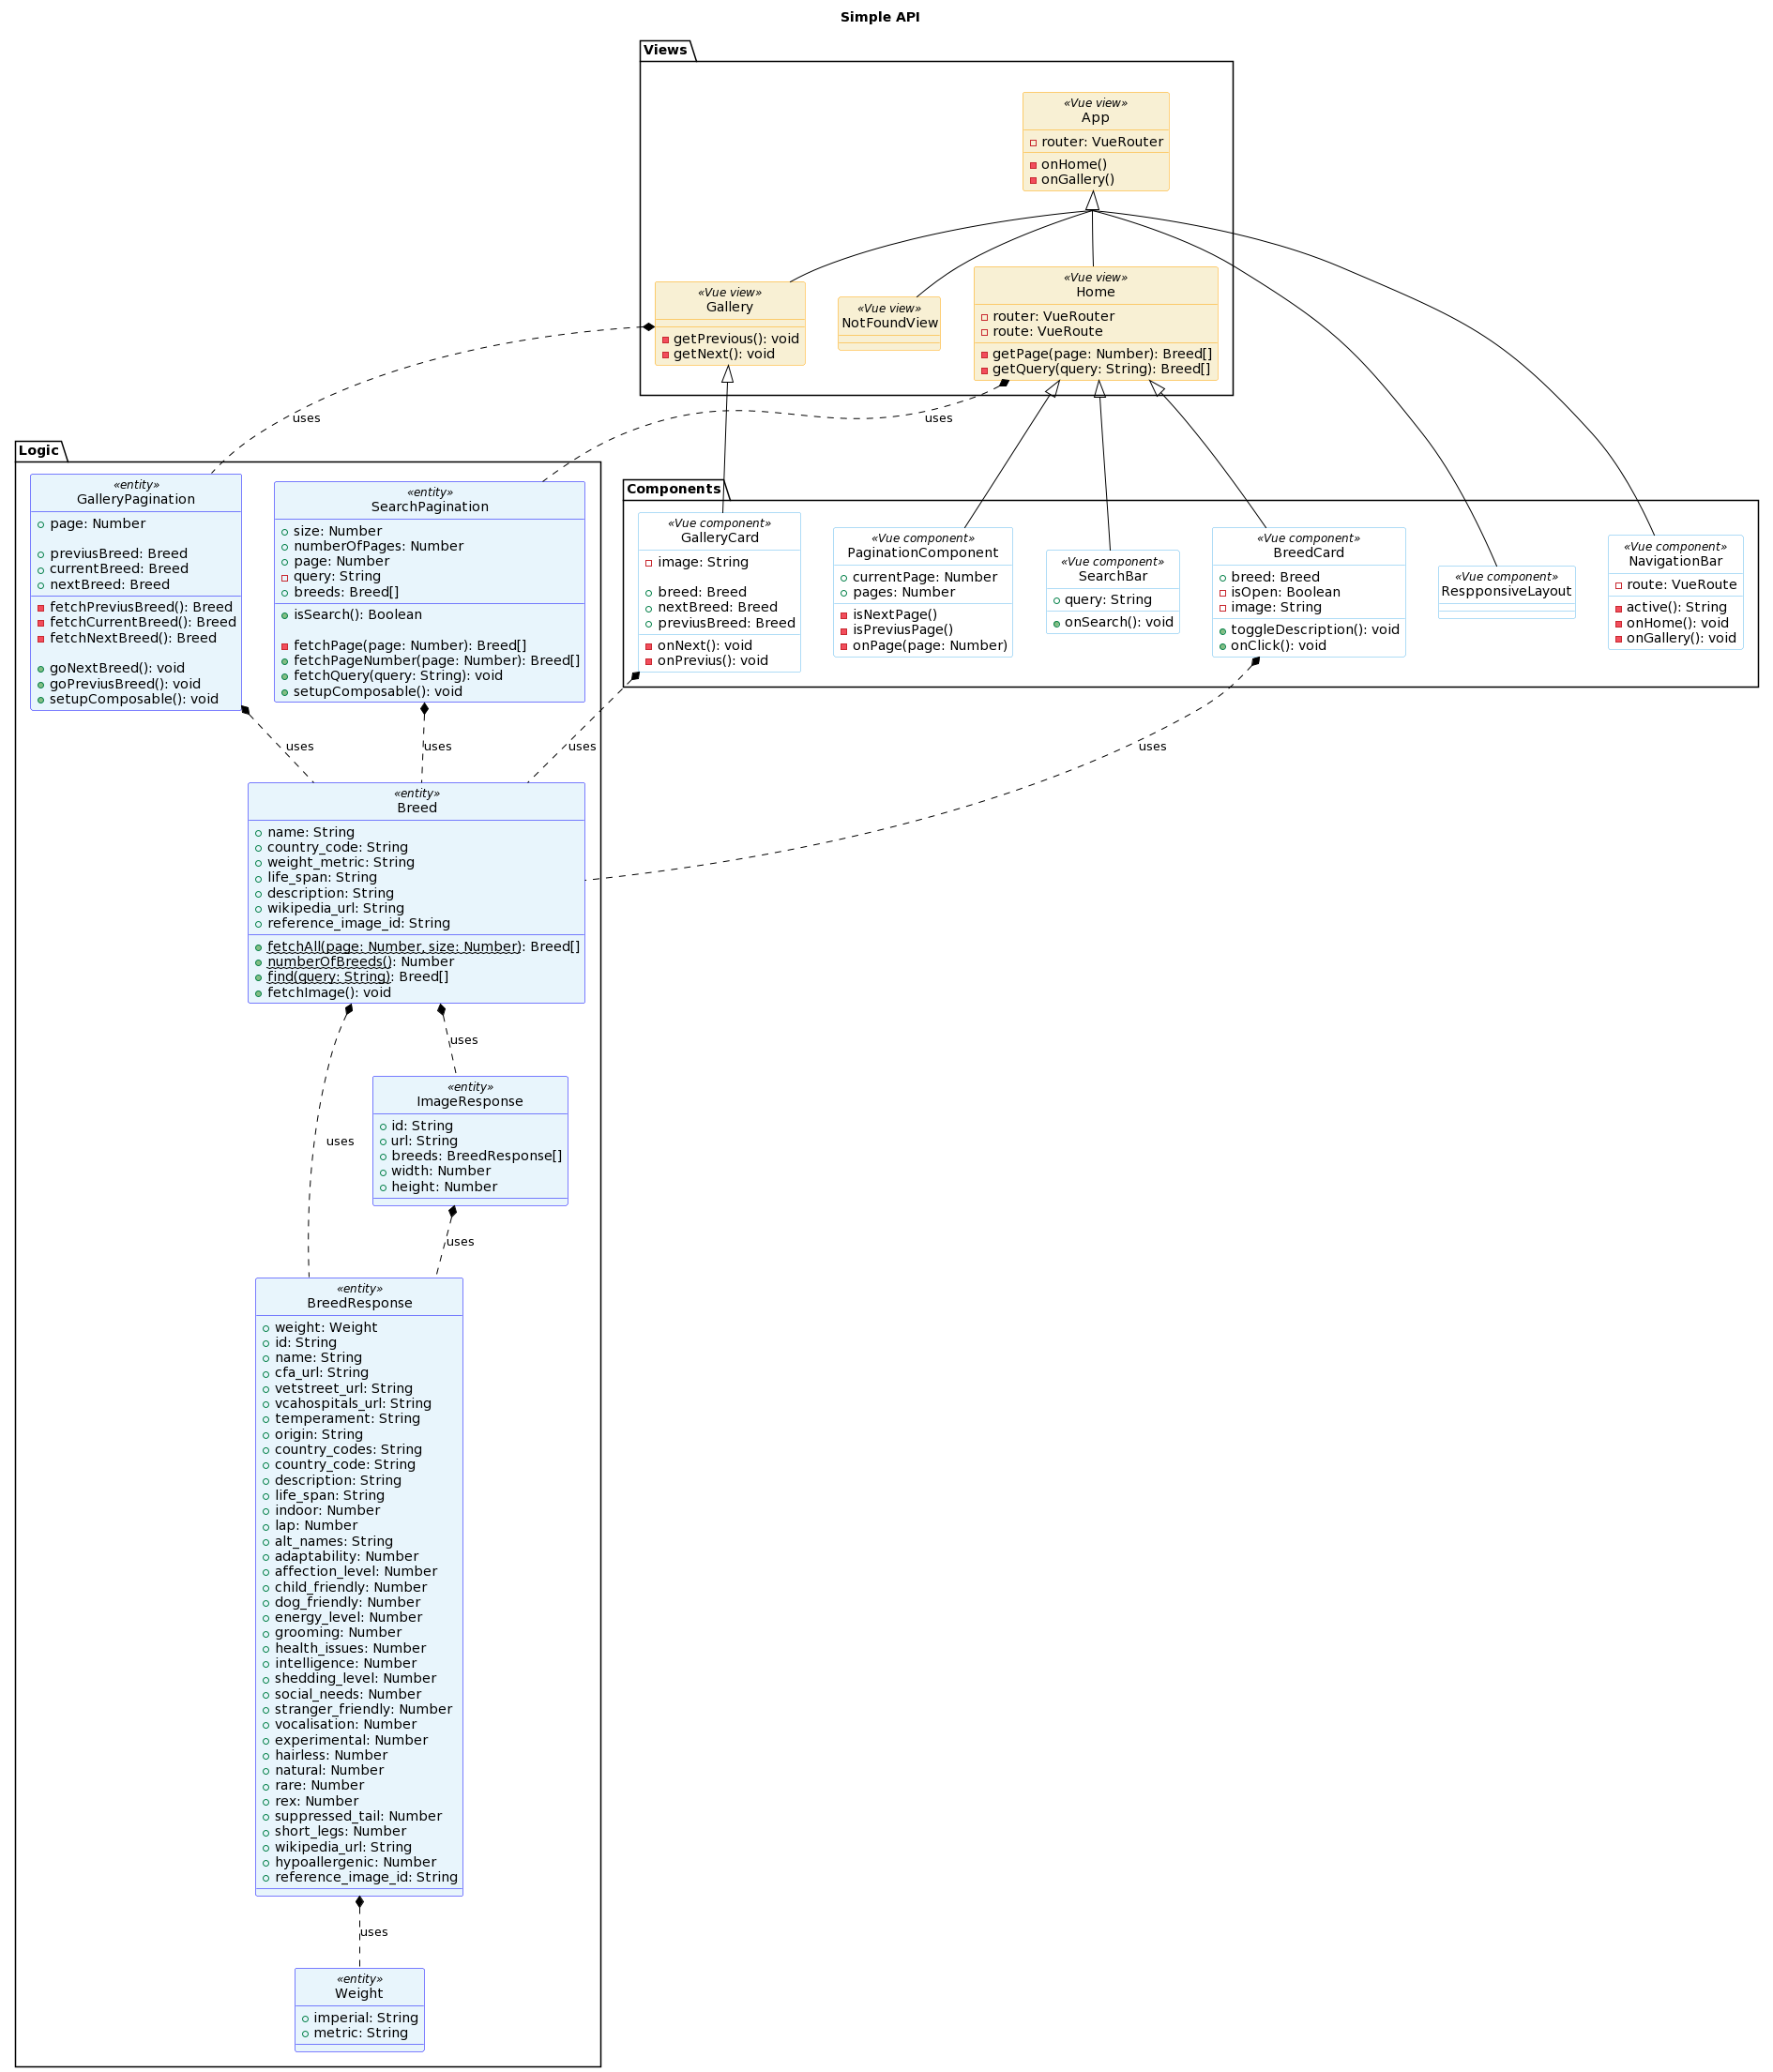 Simple API
Views
«Vue view»
App
router: VueRouter
onHome()
onGallery()
«Vue view»
Gallery
getPrevious(): void
getNext(): void
«Vue view»
NotFoundView
«Vue view»
Home
router: VueRouter
route: VueRoute
getPage(page: Number): Breed[]
getQuery(query: String): Breed[]
uses
uses
Logic
«entity»
GalleryPagination
page: Number
previusBreed: Breed
currentBreed: Breed
nextBreed: Breed
fetchPreviusBreed(): Breed
fetchCurrentBreed(): Breed
fetchNextBreed(): Breed
goNextBreed(): void
goPreviusBreed(): void
setupComposable(): void
«entity»
SearchPagination
size: Number
numberOfPages: Number
page: Number
query: String
breeds: Breed[]
isSearch(): Boolean
fetchPage(page: Number): Breed[]
fetchPageNumber(page: Number): Breed[]
fetchQuery(query: String): void
setupComposable(): void
Components
«Vue component»
GalleryCard
image: String
breed: Breed
nextBreed: Breed
previusBreed: Breed
onNext(): void
onPrevius(): void
«Vue component»
PaginationComponent
currentPage: Number
pages: Number
isNextPage()
isPreviusPage()
onPage(page: Number)
«Vue component»
SearchBar
query: String
onSearch(): void
«Vue component»
BreedCard
breed: Breed
isOpen: Boolean
image: String
toggleDescription(): void
onClick(): void
«Vue component»
RespponsiveLayout
«Vue component»
NavigationBar
route: VueRoute
active(): String
onHome(): void
onGallery(): void
uses
uses
uses
uses
«entity»
Breed
name: String
country_code: String
weight_metric: String
life_span: String
description: String
wikipedia_url: String
reference_image_id: String
fetchAll(page: Number, size: Number): Breed[]
numberOfBreeds(): Number
find(query: String): Breed[]
fetchImage(): void
uses
«entity»
ImageResponse
id: String
url: String
breeds: BreedResponse[]
width: Number
height: Number
uses
uses
«entity»
BreedResponse
weight: Weight
id: String
name: String
cfa_url: String
vetstreet_url: String
vcahospitals_url: String
temperament: String
origin: String
country_codes: String
country_code: String
description: String
life_span: String
indoor: Number
lap: Number
alt_names: String
adaptability: Number
affection_level: Number
child_friendly: Number
dog_friendly: Number
energy_level: Number
grooming: Number
health_issues: Number
intelligence: Number
shedding_level: Number
social_needs: Number
stranger_friendly: Number
vocalisation: Number
experimental: Number
hairless: Number
natural: Number
rare: Number
rex: Number
suppressed_tail: Number
short_legs: Number
wikipedia_url: String
hypoallergenic: Number
reference_image_id: String
uses
«entity»
Weight
imperial: String
metric: String